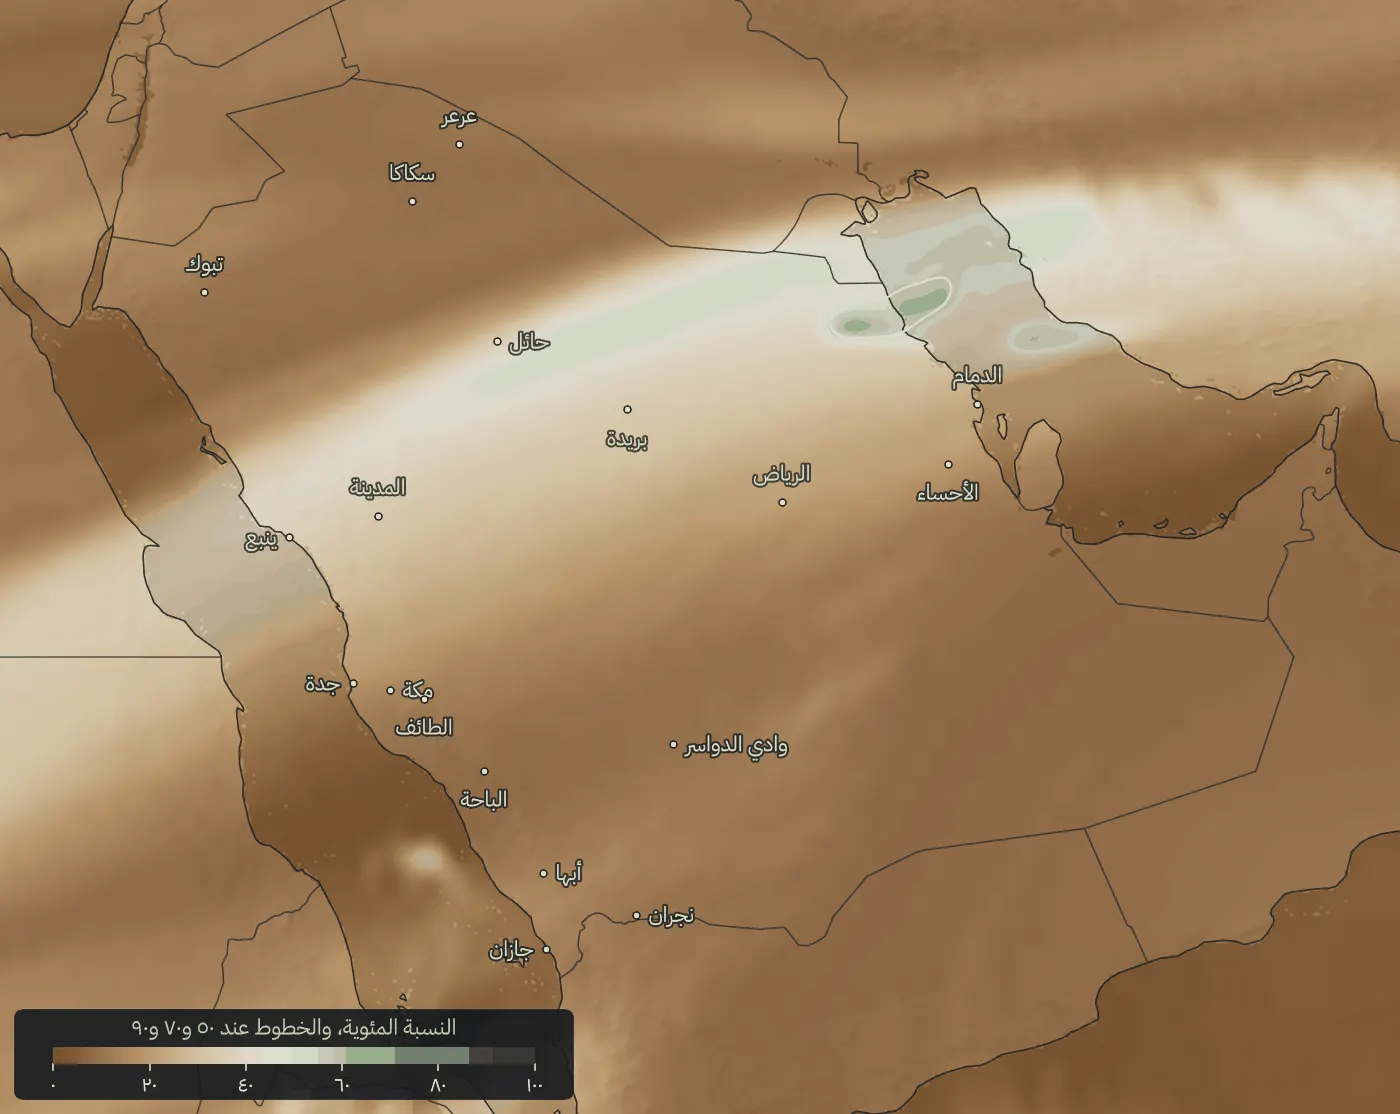 عرعر
سكاكا
تبوك
حائل
الدمام
بريدة
الرياض
الأحساء
المدينة
ينبع
جدة
مكة
الطائف
وادي الدواسر
الباحة
أبها
نجران
جازان
النسبة المئوية، والخطوط عند ٥٠ و٧٠ و٩٠
٠ ٢٠ ٤٠ ٦٠ ٨٠ ١٠٠